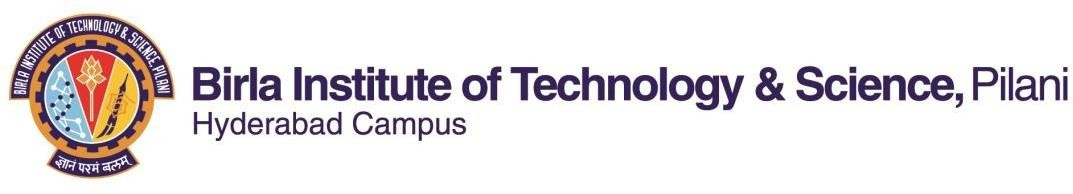 BIRLA INSTITUTE OF TECHNOLOGY & SCIENCE, PILANI
Birla Institute of Technology & Science, Pilani
Hyderabad Campus
ज्ञानं परमं बलम्